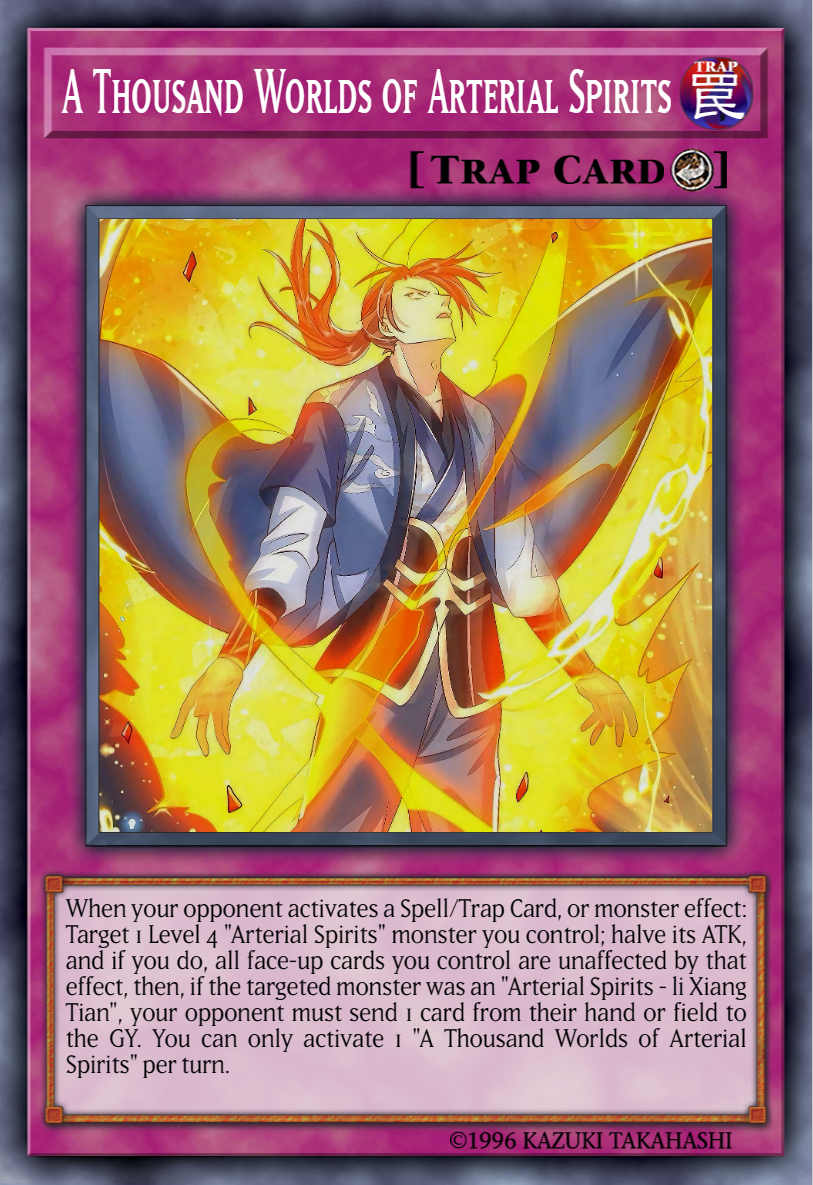 A Thousand Worlds of Arterial Spirits
TRAP
罠
[Trap Card]
When your opponent activates a Spell/Trap Card, or monster effect:
Target 1 Level 4 "Arterial Spirits" monster you control; halve its ATK,
and if you do, all face-up cards you control are unaffected by that
effect, then, if the targeted monster was an "Arterial Spirits - li Xiang
Tian", your opponent must send 1 card from their hand or field to
the GY. You can only activate 1 "A Thousand Worlds of Arterial
Spirits" per turn.
©1996 KAZUKI TAKAHASHI